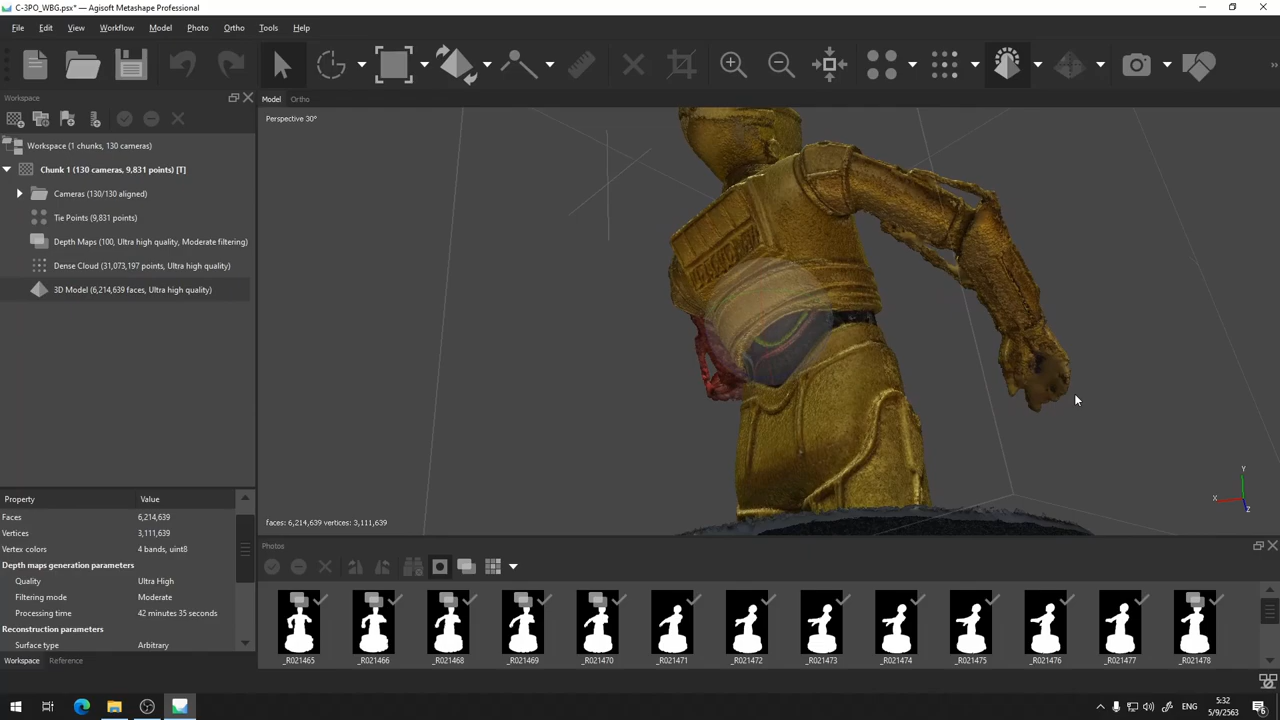 C-3PO_WBG.psx* — Agisoft Metashape Professional
File Edit View Workflow Model Photo Ortho Tools Help
Workspace
Model Ortho
Perspective 30°
Workspace (1 chunks, 130 cameras)
Chunk 1 (130 cameras, 9,831 points) [T]
Cameras (130/130 aligned)
Tie Points (9,831 points)
Depth Maps (100, Ultra high quality, Moderate filtering)
Dense Cloud (31,073,197 points, Ultra high quality)
3D Model (6,214,639 faces, Ultra high quality)
Y
X
Z
Property Value
Faces 6,214,639
Vertices 3,111,639
Vertex colors 4 bands, uint8
Depth maps generation parameters
Quality Ultra High
Filtering mode Moderate
Processing time 42 minutes 35 seconds
Reconstruction parameters
Surface type Arbitrary
Workspace Reference
faces: 6,214,639 vertices: 3,111,639
Photos
_R021465 _R021466 _R021468 _R021469 _R021470 _R021471 _R021472 _R021473 _R021474 _R021475 _R021476 _R021477 _R021478
ENG
5:32
5/9/2563
6